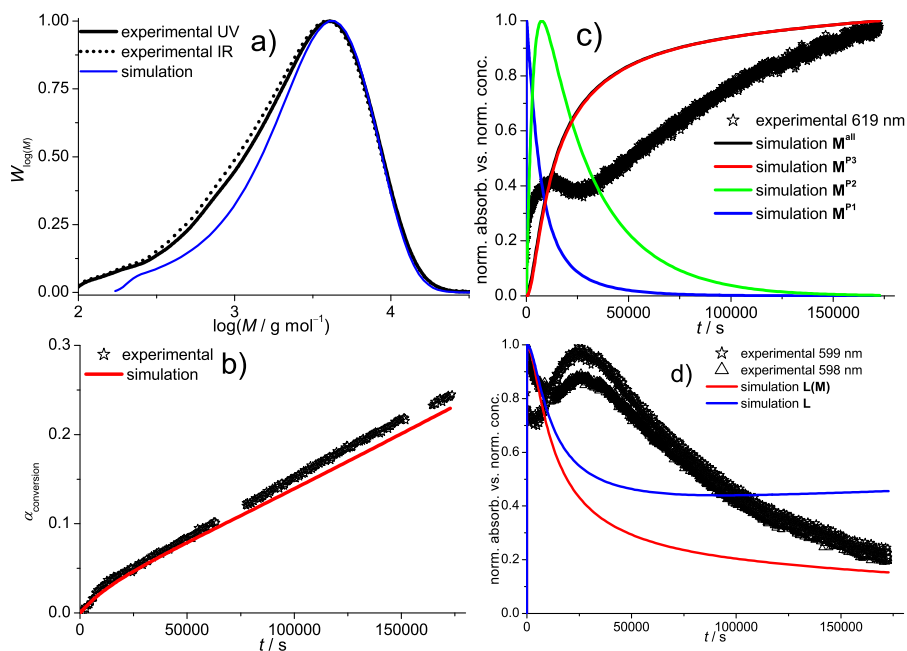 a)
experimental UV
experimental IR
simulation
1.00
0.75
0.50
0.25
0.00
W log(M)
2 3 4
log(M / g mol⁻¹)
b)
experimental
simulation
0.3
0.2
0.1
0.0
α conversion
0 50000 100000 150000
t / s
c)
experimental 619 nm
simulation M^all
simulation M^P3
simulation M^P2
simulation M^P1
1.0
0.8
0.6
0.4
0.2
0.0
norm. absorb. vs. norm. conc.
50000 100000 150000
t / s
d)
experimental 599 nm
experimental 598 nm
simulation L(M)
simulation L
1.0
0.8
0.6
0.4
0.2
0.0
norm. absorb. vs. norm. conc.
0 50000 100000 150000
t / s